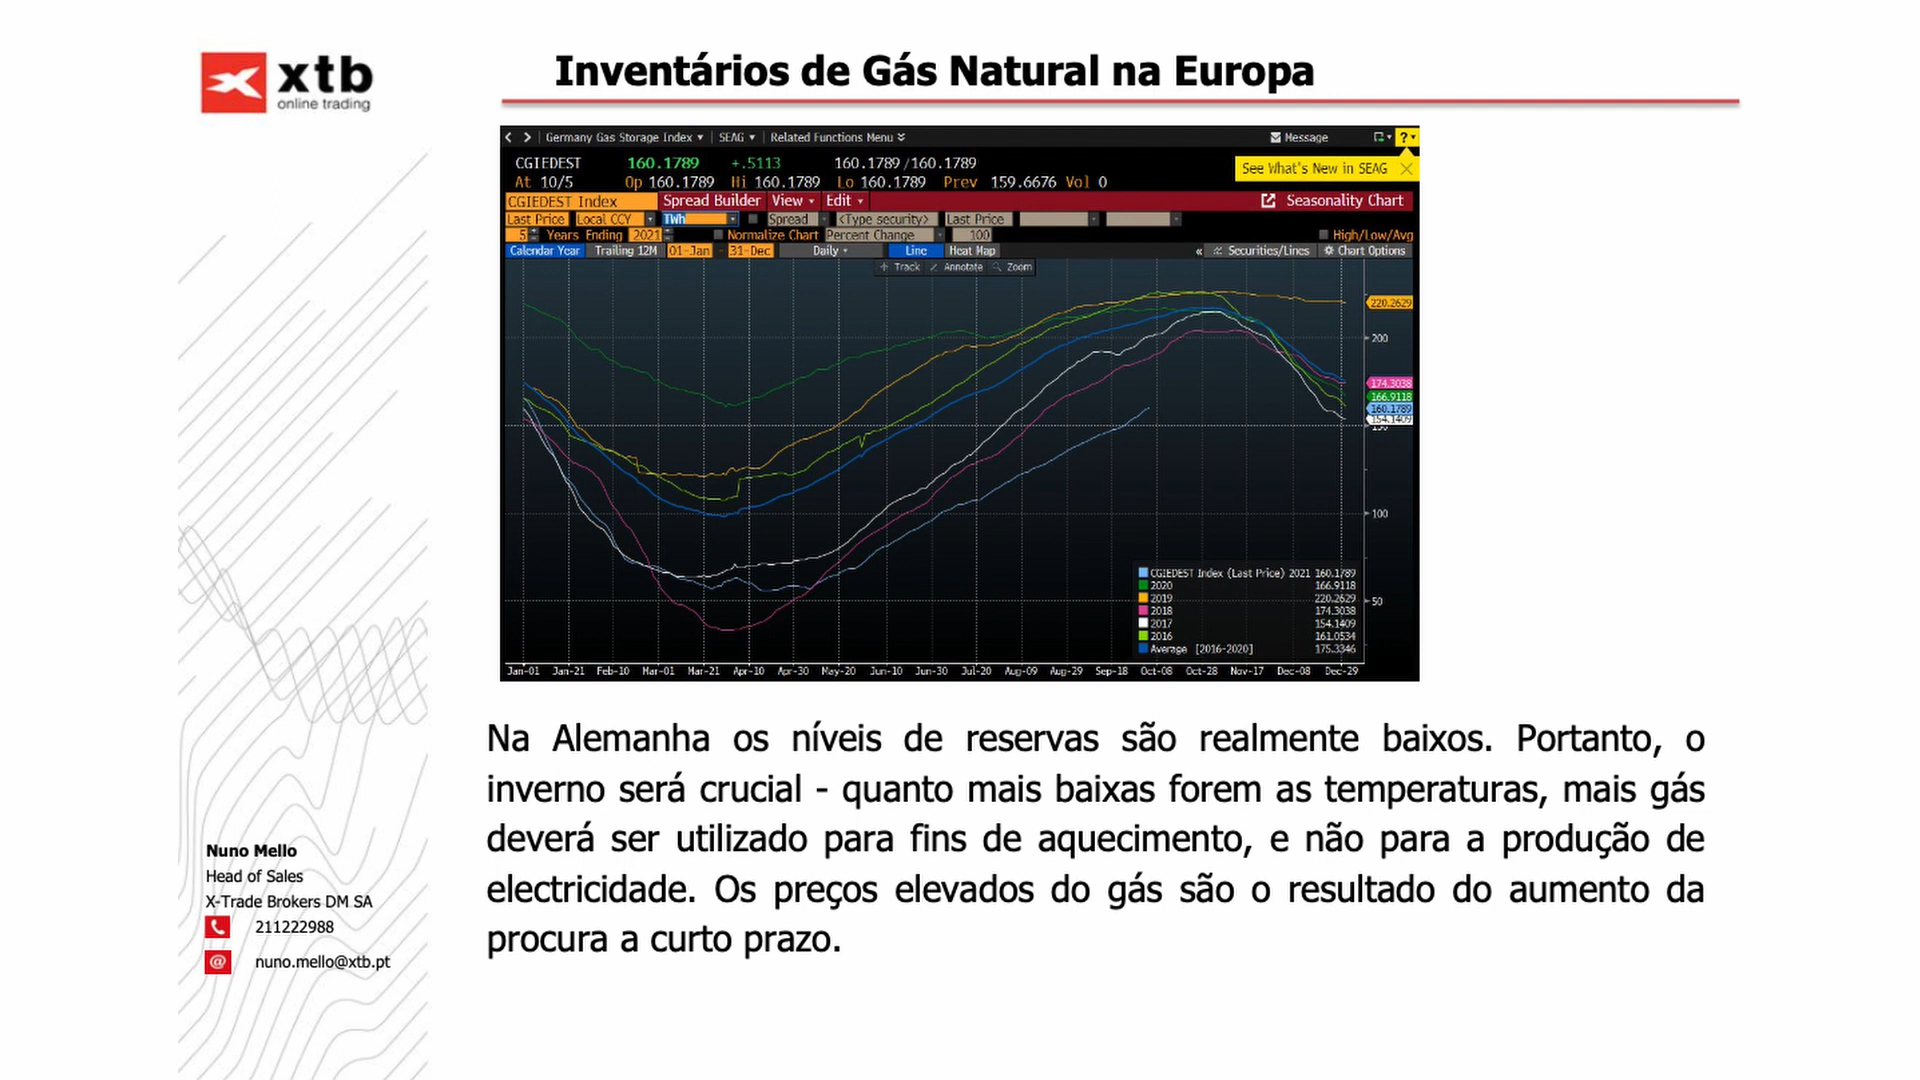 xtb
online trading
Inventários de Gás Natural na Europa
Germany Gas Storage Index SEAG Related Functions Menu Message ?
CGIEDEST 160.1789 +.5113 160.1789/160.1789
See What's New in SEAG
At 10/5 Op 160.1789 Hi 160.1789 Lo 160.1789 Prev 159.6676 Vol 0
CGIEDEST Index Spread Builder View Edit Seasonality Chart
Last Price Local CCY TWh Spread <Type security> Last Price
5 Years Ending 2021 Normalize Chart Percent Change 100 High/Low/Avg
Calendar Year Trailing 12M 01-Jan - 31-Dec Daily Line Heat Map « Securities/Lines Chart Options
Track Annotate Zoom
220.2629
200
174.3038
166.9118
160.1789
154.1409
150
100
50
CGIEDEST Index (Last Price) 2021 160.1789
2020 166.9118
2019 220.2629
2018 174.3038
2017 154.1409
2016 161.0534
Average [2016-2020] 175.3346
Jan-01 Jan-21 Feb-10 Mar-01 Mar-21 Apr-10 Apr-30 May-20 Jun-10 Jun-30 Jul-20 Aug-09 Aug-29 Sep-18 Oct-08 Oct-28 Nov-17 Dec-08 Dec-29
Na Alemanha os níveis de reservas são realmente baixos. Portanto, o
inverno será crucial - quanto mais baixas forem as temperaturas, mais gás
deverá ser utilizado para fins de aquecimento, e não para a produção de
electricidade. Os preços elevados do gás são o resultado do aumento da
procura a curto prazo.
Nuno Mello
Head of Sales
X-Trade Brokers DM SA
211222988
@ nuno.mello@xtb.pt